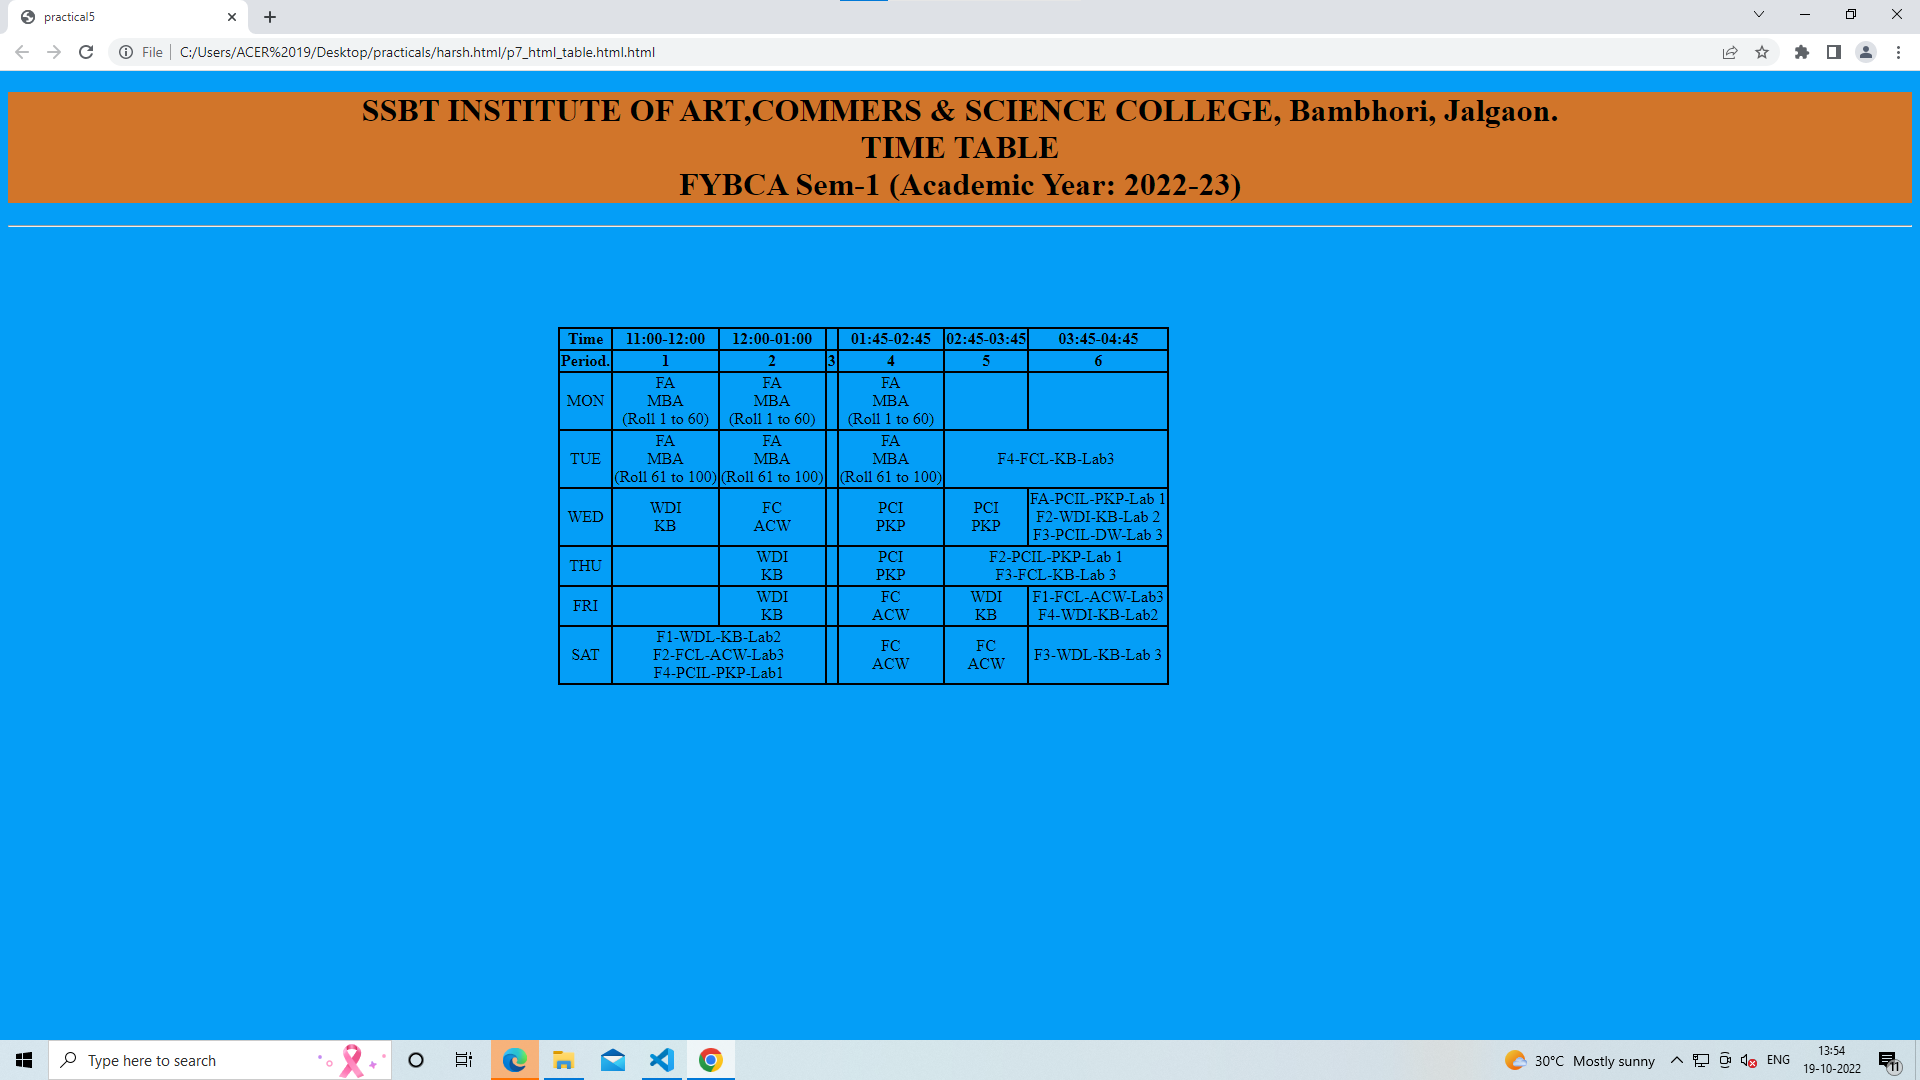 practical5
File C:/Users/ACER%2019/Desktop/practicals/harsh.html/p7_html_table.html.html
SSBT INSTITUTE OF ART,COMMERS & SCIENCE COLLEGE, Bambhori, Jalgaon.
TIME TABLE
FYBCA Sem-1 (Academic Year: 2022-23)
Time 11:00-12:00 12:00-01:00 01:45-02:45 02:45-03:45 03:45-04:45
Period. 1 2 3 4 5 6
MON
FA
MBA
(Roll 1 to 60)
FA
MBA
(Roll 1 to 60)
FA
MBA
(Roll 1 to 60)
TUE
FA
MBA
(Roll 61 to 100)
FA
MBA
(Roll 61 to 100)
FA
MBA
(Roll 61 to 100)
F4-FCL-KB-Lab3
WED
WDI
KB
FC
ACW
PCI
PKP
PCI
PKP
FA-PCIL-PKP-Lab 1
F2-WDI-KB-Lab 2
F3-PCIL-DW-Lab 3
THU
WDI
KB
PCI
PKP
F2-PCIL-PKP-Lab 1
F3-FCL-KB-Lab 3
FRI
WDI
KB
FC
ACW
WDI
KB
F1-FCL-ACW-Lab3
F4-WDI-KB-Lab2
SAT
F1-WDL-KB-Lab2
F2-FCL-ACW-Lab3
F4-PCIL-PKP-Lab1
FC
ACW
FC
ACW
F3-WDL-KB-Lab 3
Type here to search
30°C Mostly sunny
ENG
13:54
19-10-2022
11